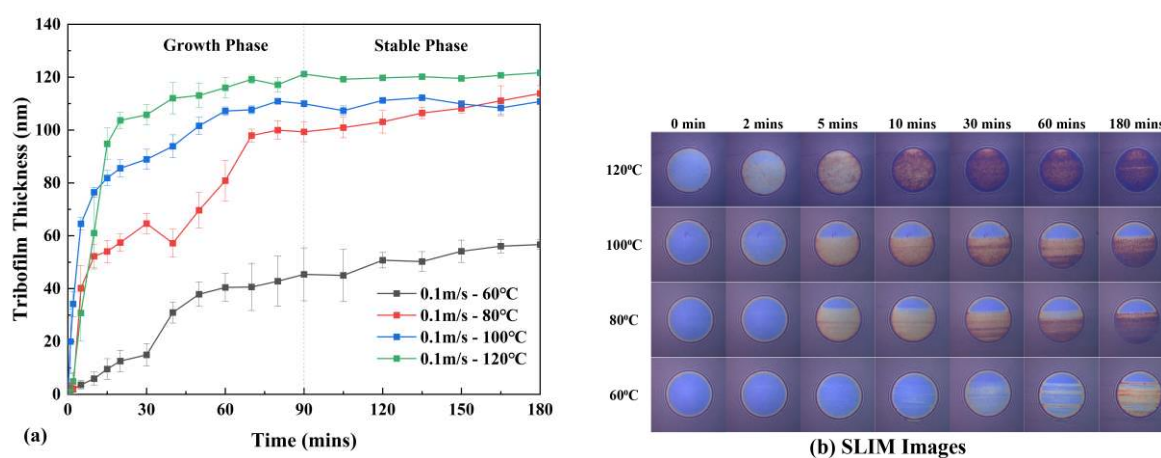 140
120
100
80
60
40
20
0
Tribofilm Thickness (nm)
Growth Phase
Stable Phase
0.1m/s - 60°C
0.1m/s - 80°C
0.1m/s - 100°C
0.1m/s - 120°C
0 30 60 90 120 150 180
(a)
Time (mins)
0 min 2 mins 5 mins 10 mins 30 mins 60 mins 180 mins
120°C
100°C
80°C
60°C
(b) SLIM Images